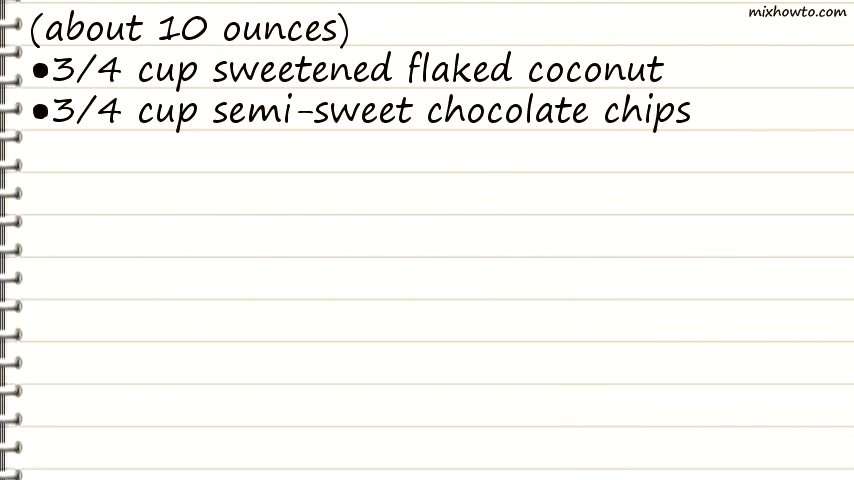 mixhowto.com
(about 10 ounces)
•3/4 cup sweetened flaked coconut
•3/4 cup semi-sweet chocolate chips